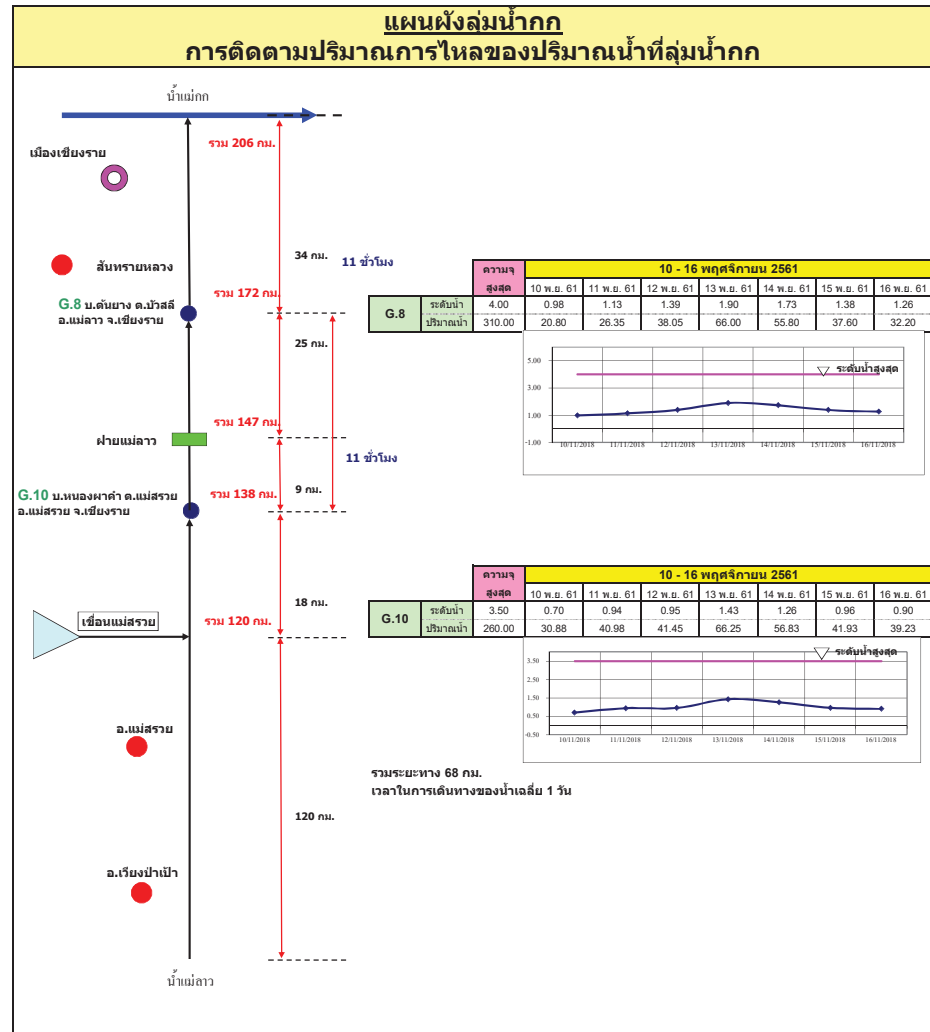 แผนผังลุ่มน้ำกก
การติดตามปริมาณการไหลของปริมาณน้ำที่ลุ่มน้ำกก
น้ำแม่กก
รวม 206 กม.
เมืองเชียงราย
34 กม.
11 ชั่วโมง
สันทรายหลวง
รวม 172 กม.
G.8 บ.ต้นยาง ต.บัวสลี
อ.แม่ลาว จ.เชียงราย
25 กม.
รวม 147 กม.
ฝายแม่ลาว
11 ชั่วโมง
9 กม.
รวม 138 กม.
G.10 บ.หนองผาคำ ต.แม่สรวย
อ.แม่สรวย จ.เชียงราย
18 กม.
เขื่อนแม่สรวย
รวม 120 กม.
อ.แม่สรวย
120 กม.
อ.เวียงป่าเป้า
น้ำแม่ลาว
ความจุ 10 - 16 พฤศจิกายน 2561
สูงสุด 10 พ.ย. 61 11 พ.ย. 61 12 พ.ย. 61 13 พ.ย. 61 14 พ.ย. 61 15 พ.ย. 61 16 พ.ย. 61
G.8
ระดับน้ำ 4.00 0.98 1.13 1.39 1.90 1.73 1.38 1.26
ปริมาณน้ำ 310.00 20.80 26.35 38.05 66.00 55.80 37.60 32.20
ระดับน้ำสูงสุด
5.00
3.00
1.00
-1.00
10/11/2018 11/11/2018 12/11/2018 13/11/2018 14/11/2018 15/11/2018 16/11/2018
ความจุ 10 - 16 พฤศจิกายน 2561
สูงสุด 10 พ.ย. 61 11 พ.ย. 61 12 พ.ย. 61 13 พ.ย. 61 14 พ.ย. 61 15 พ.ย. 61 16 พ.ย. 61
G.10
ระดับน้ำ 3.50 0.70 0.94 0.95 1.43 1.26 0.96 0.90
ปริมาณน้ำ 260.00 30.88 40.98 41.45 66.25 56.83 41.93 39.23
ระดับน้ำสูงสุด
3.50
2.50
1.50
0.50
-0.50
10/11/2018 11/11/2018 12/11/2018 13/11/2018 14/11/2018 15/11/2018 16/11/2018
รวมระยะทาง 68 กม.
เวลาในการเดินทางของน้ำเฉลี่ย 1 วัน